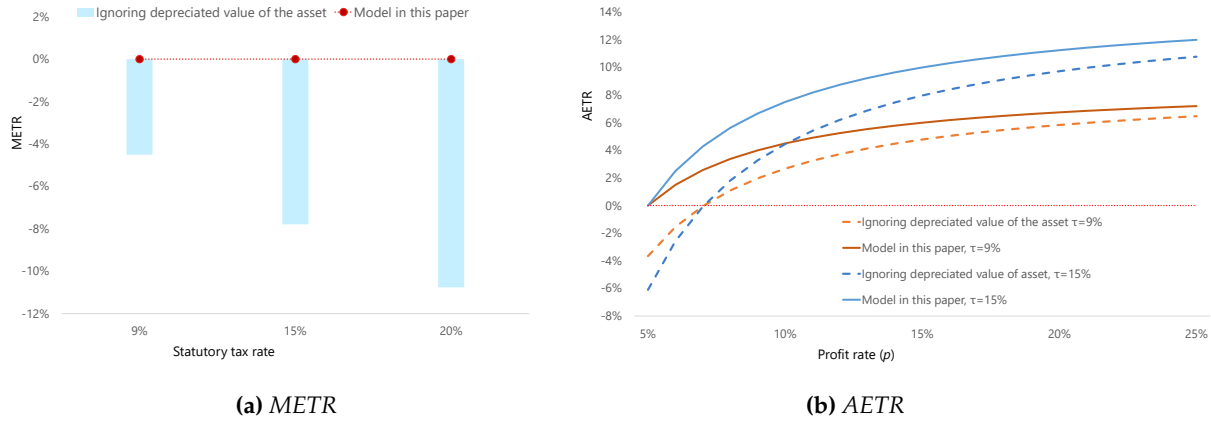 Ignoring depreciated value of the asset Model in this paper
2%
0%
-2%
-4%
-6%
-8%
-10%
-12%
METR
9% 15% 20%
Statutory tax rate
(a) METR
14%
12%
10%
8%
6%
4%
2%
0%
-2%
-4%
-6%
-8%
AETR
Ignoring depreciated value of the asset τ=9%
Model in this paper, τ=9%
Ignoring depreciated value of asset, τ=15%
Model in this paper, τ=15%
5% 10% 15% 20% 25%
Profit rate (p)
(b) AETR